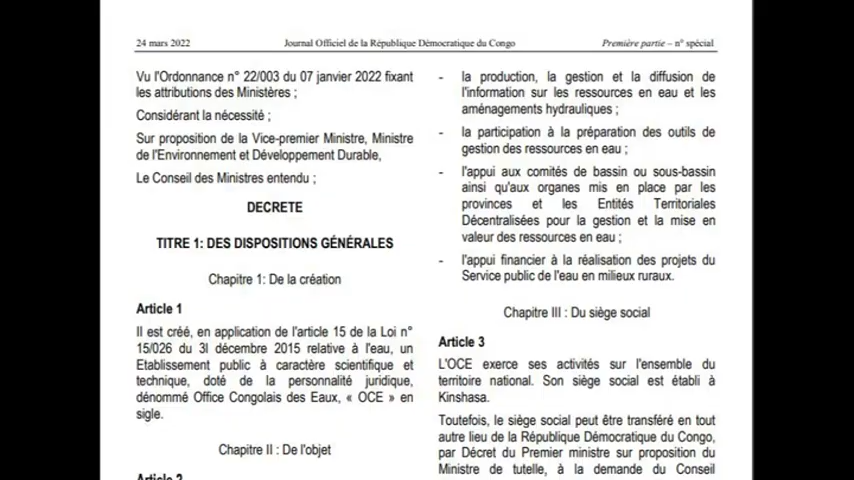 24 mars 2022
Journal Officiel de la République Démocratique du Congo
Première partie – n° spécial
Vu l'Ordonnance n° 22/003 du 07 janvier 2022 fixant
les attributions des Ministères ;
Considérant la nécessité ;
Sur proposition de la Vice-premier Ministre, Ministre
de l'Environnement et Développement Durable,
Le Conseil des Ministres entendu ;
DECRETE
TITRE 1: DES DISPOSITIONS GÉNÉRALES
Chapitre 1: De la création
Article 1
Il est créé, en application de l'article 15 de la Loi n°
15/026 du 3l décembre 2015 relative à l'eau, un
Etablissement public à caractère scientifique et
technique, doté de la personnalité juridique,
dénommé Office Congolais des Eaux, « OCE » en
sigle.
Chapitre II : De l'objet
Article 2
- la production, la gestion et la diffusion de
l'information sur les ressources en eau et les
aménagements hydrauliques ;
- la participation à la préparation des outils de
gestion des ressources en eau ;
- l'appui aux comités de bassin ou sous-bassin
ainsi qu'aux organes mis en place par les
provinces et les Entités Territoriales
Décentralisées pour la gestion et la mise en
valeur des ressources en eau ;
- l'appui financier à la réalisation des projets du
Service public de l'eau en milieux ruraux.
Chapitre III : Du siège social
Article 3
L'OCE exerce ses activités sur l'ensemble du
territoire national. Son siège social est établi à
Kinshasa.
Toutefois, le siège social peut être transféré en tout
autre lieu de la République Démocratique du Congo,
par Décret du Premier ministre sur proposition du
Ministre de tutelle, à la demande du Conseil